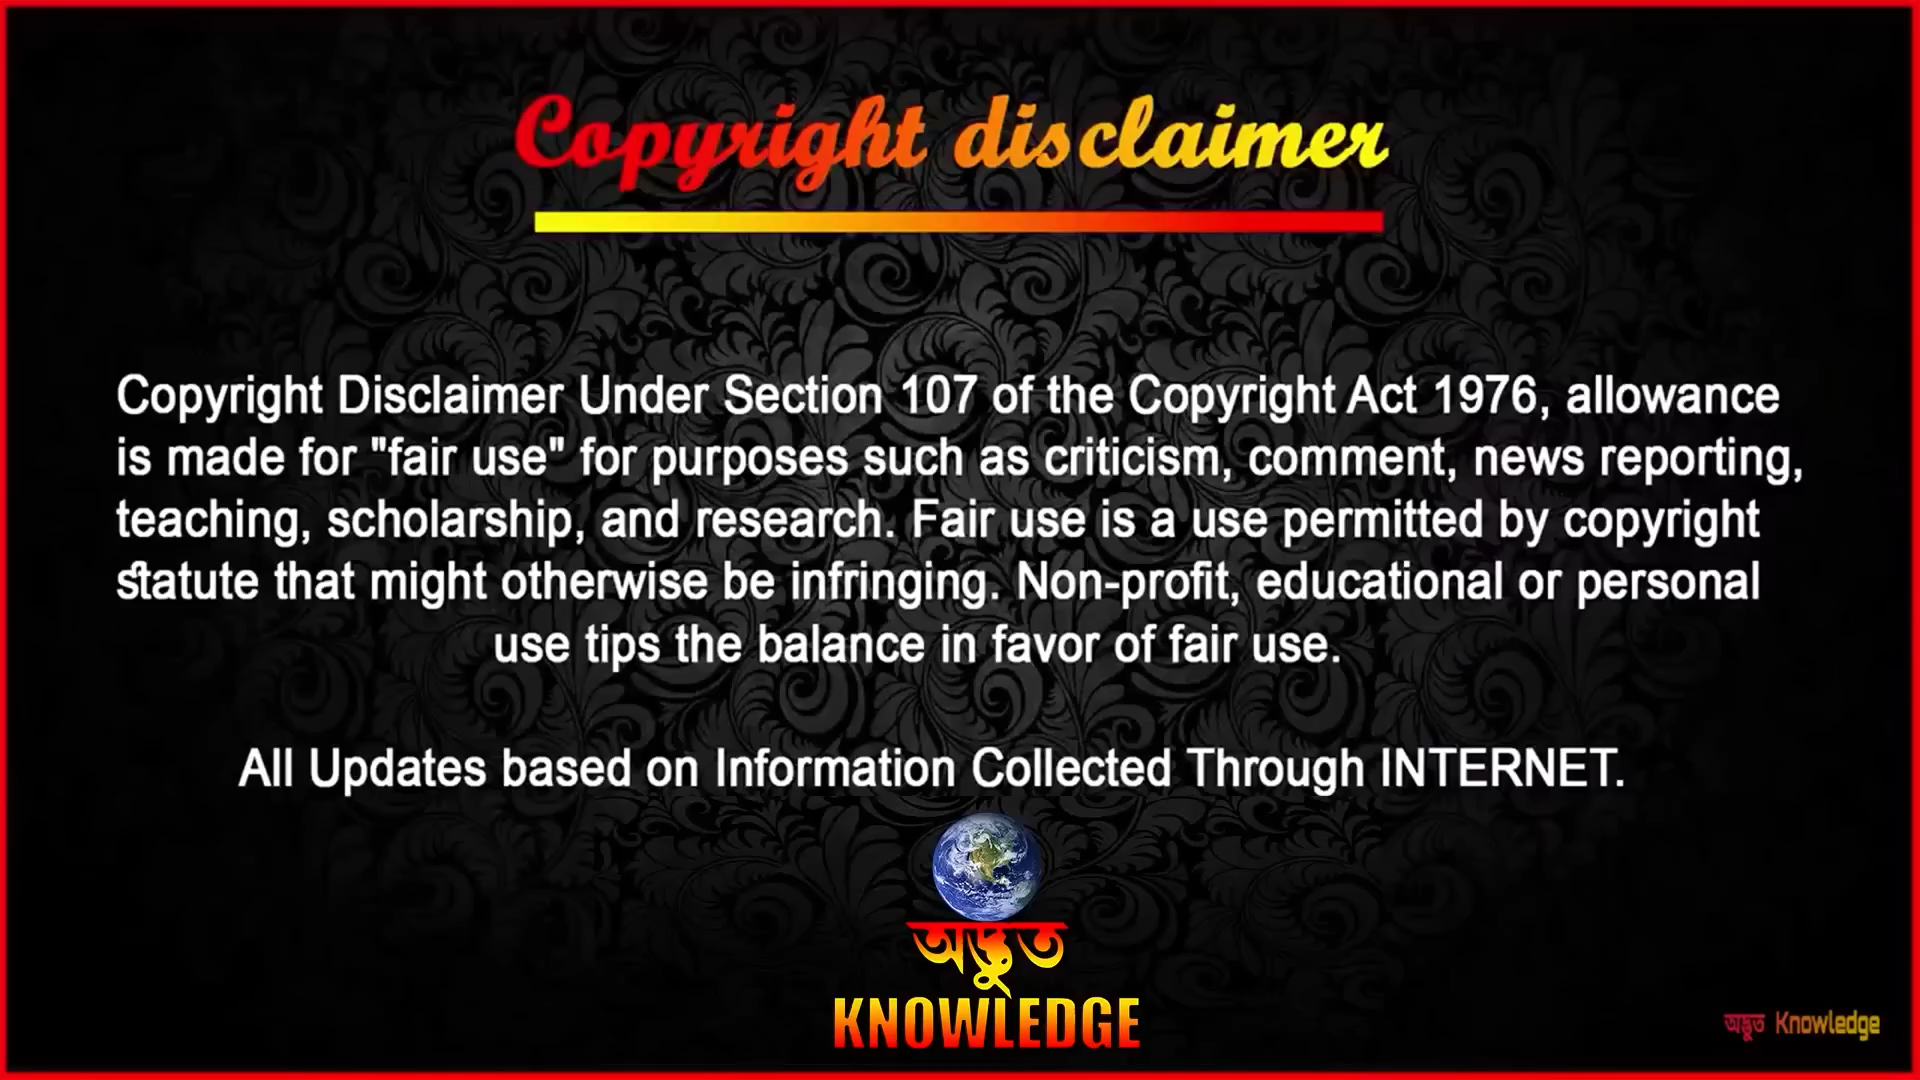 Copyright disclaimer
Copyright Disclaimer Under Section 107 of the Copyright Act 1976, allowance
is made for "fair use" for purposes such as criticism, comment, news reporting,
teaching, scholarship, and research. Fair use is a use permitted by copyright
statute that might otherwise be infringing. Non-profit, educational or personal
use tips the balance in favor of fair use.
All Updates based on Information Collected Through INTERNET.
অদ্ভুত
KNOWLEDGE
অদ্ভুত Knowledge